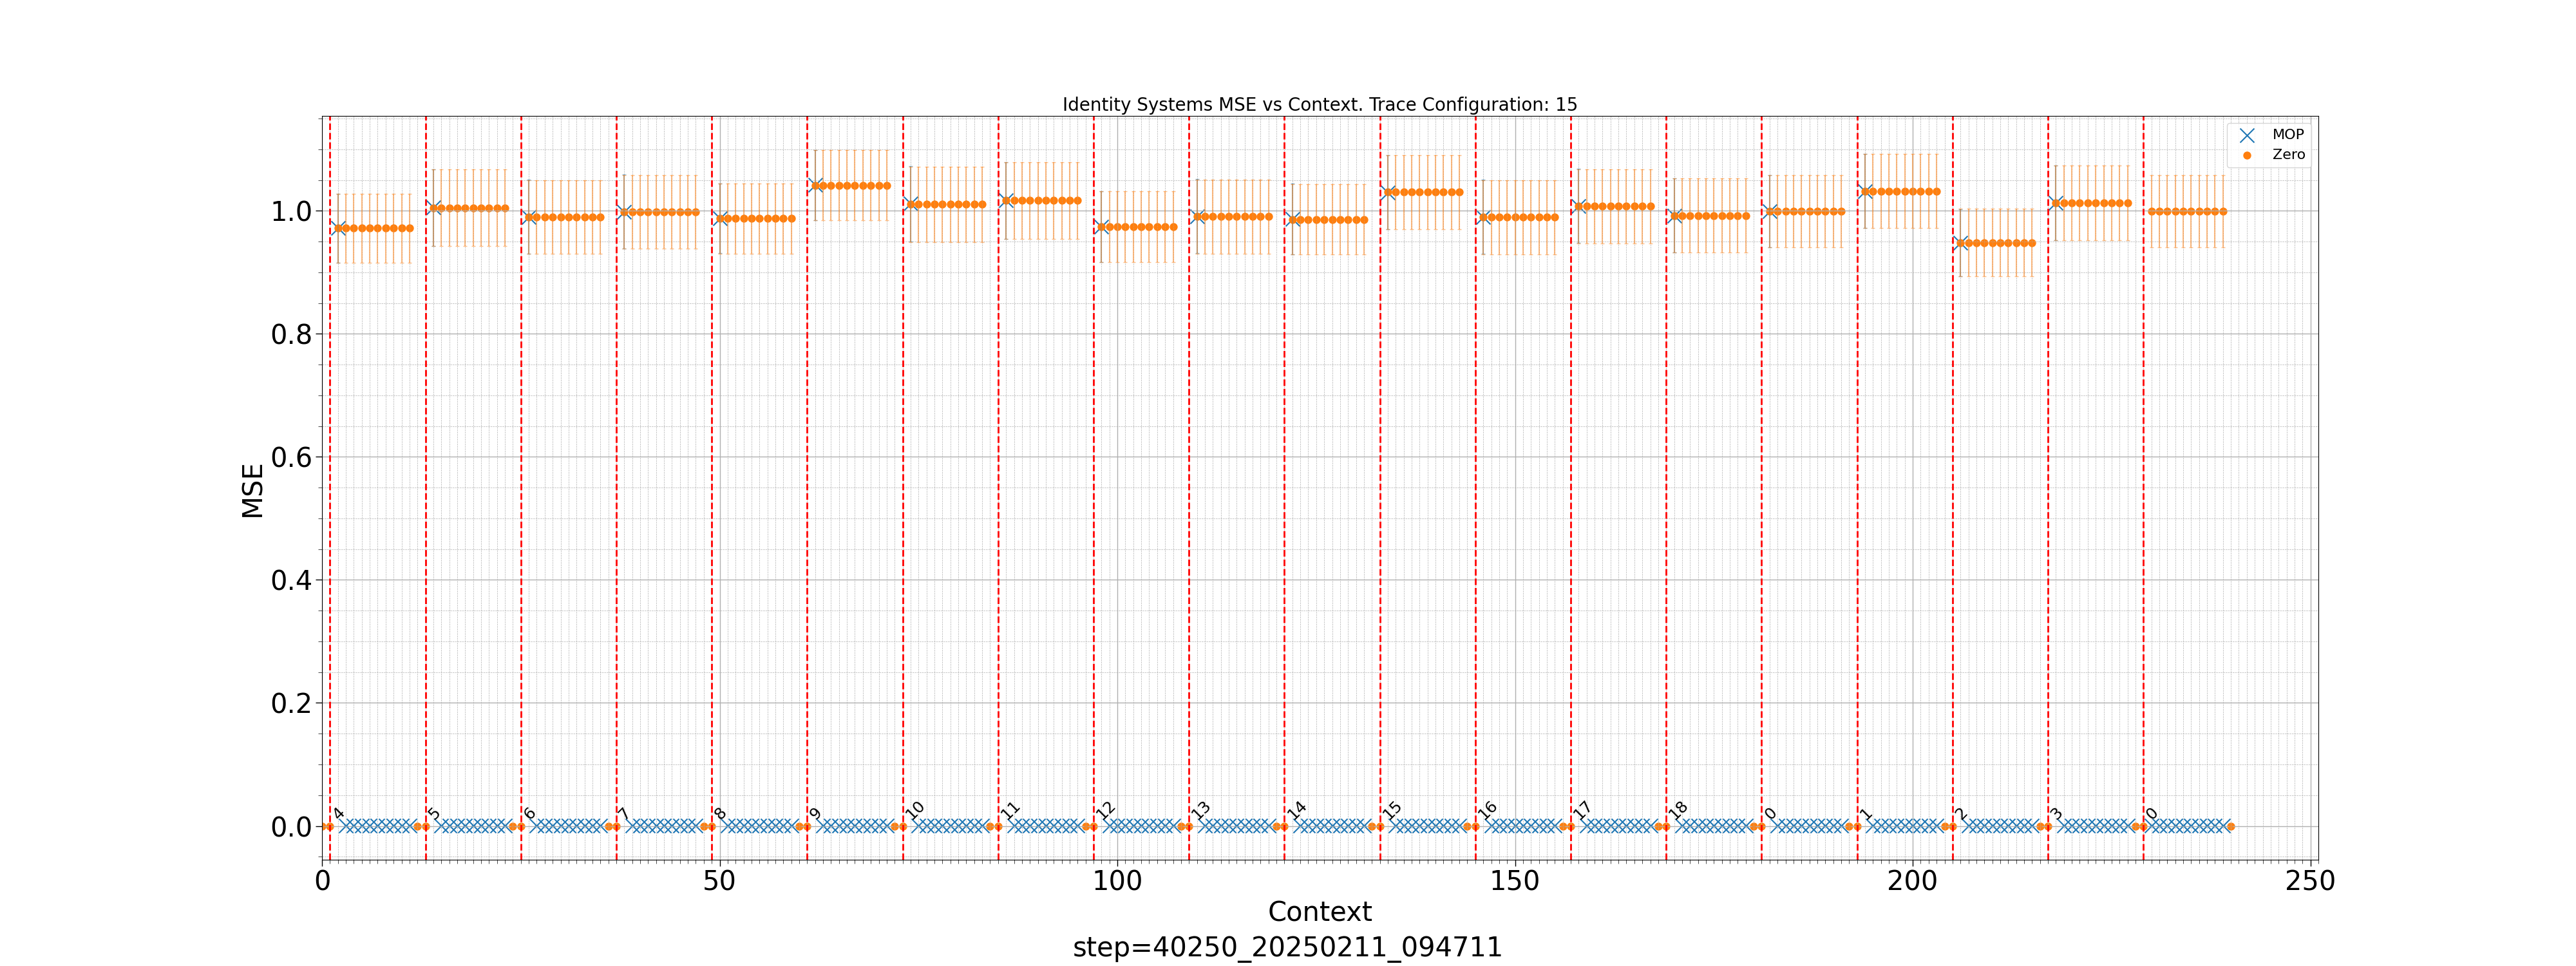 Identity Systems MSE vs Context. Trace Configuration: 15
MOP
Zero
MSE
1.0
0.8
0.6
0.4
0.2
0.0
4 5 6 7 8 9 10 11 12 13 14 15 16 17 18 0 1 2 3 0
0 50 100 150 200 250
Context
step=40250_20250211_094711